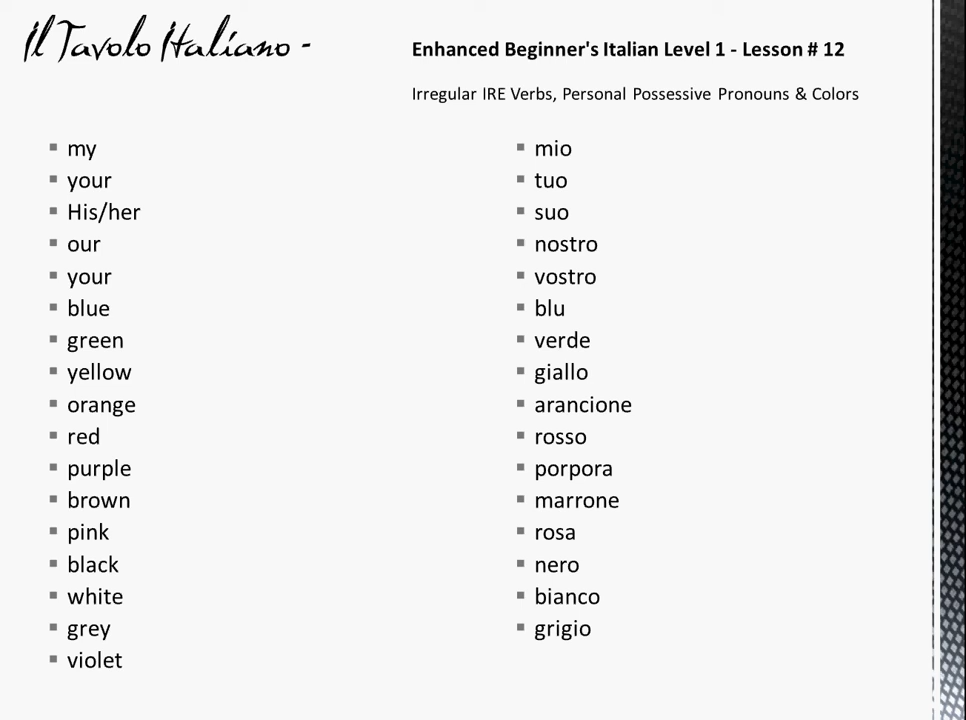 Il Tavolo Italiano -
Enhanced Beginner's Italian Level 1 - Lesson # 12
Irregular IRE Verbs, Personal Possessive Pronouns & Colors
my
your
His/her
our
your
blue
green
yellow
orange
red
purple
brown
pink
black
white
grey
violet
mio
tuo
suo
nostro
vostro
blu
verde
giallo
arancione
rosso
porpora
marrone
rosa
nero
bianco
grigio